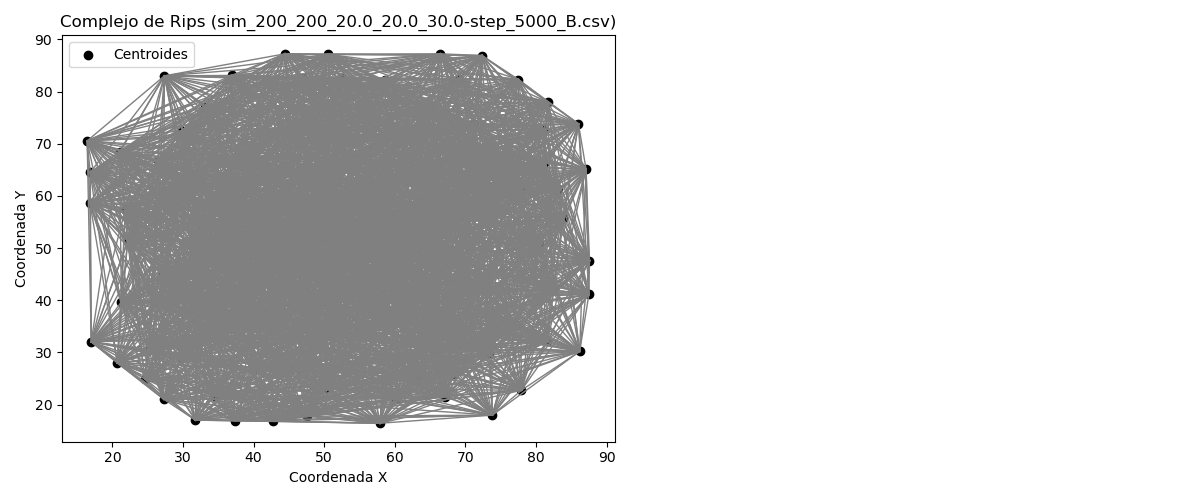 Complejo de Rips (sim_200_200_20.0_20.0_30.0-step_5000_B.csv)
Centroides
90
80
70
60
50
40
30
20
Coordenada Y
20 30 40 50 60 70 80 90
Coordenada X